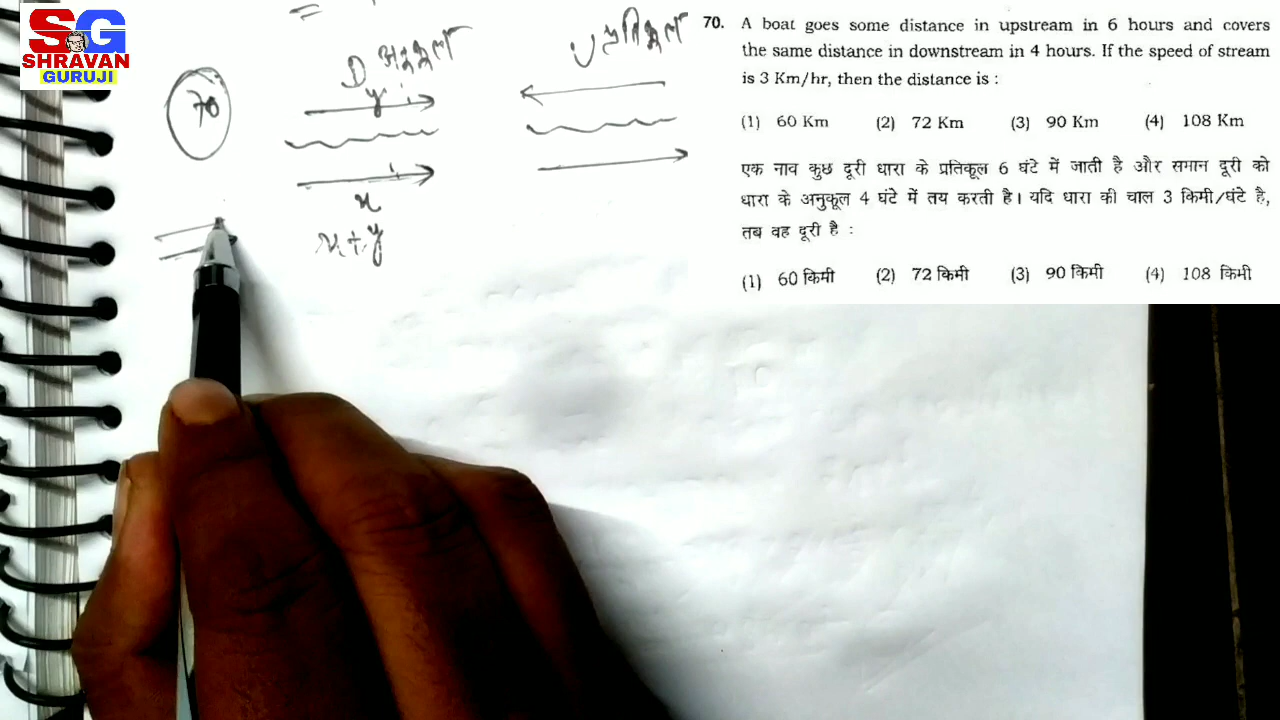 SG
SHRAVAN
GURUJI
70
D अनुकूल
U प्रतिकूल
y
x
x + y
70. A boat goes some distance in upstream in 6 hours and covers
the same distance in downstream in 4 hours. If the speed of stream
is 3 Km/hr, then the distance is :
(1) 60 Km (2) 72 Km (3) 90 Km (4) 108 Km
एक नाव कुछ दूरी धारा के प्रतिकूल 6 घंटे में जाती है और समान दूरी को
धारा के अनुकूल 4 घंटे में तय करती है। यदि धारा की चाल 3 किमी/घंटे है,
तब वह दूरी है :
(1) 60 किमी (2) 72 किमी (3) 90 किमी (4) 108 किमी